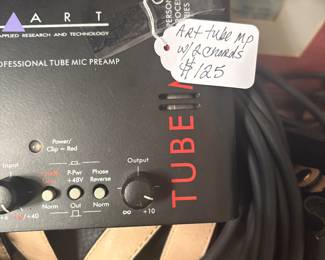 ART
APPLIED RESEARCH AND TECHNOLOGY
PROFESSIONAL TUBE MIC PREAMP
ART tube MP
w/ 2 chords
$125
TUBE M
Power/
Clip = Red
Input
P-Pwr
+48V
Phase
Reverse
Output
Norm
Out
Norm
+40
∞
+10